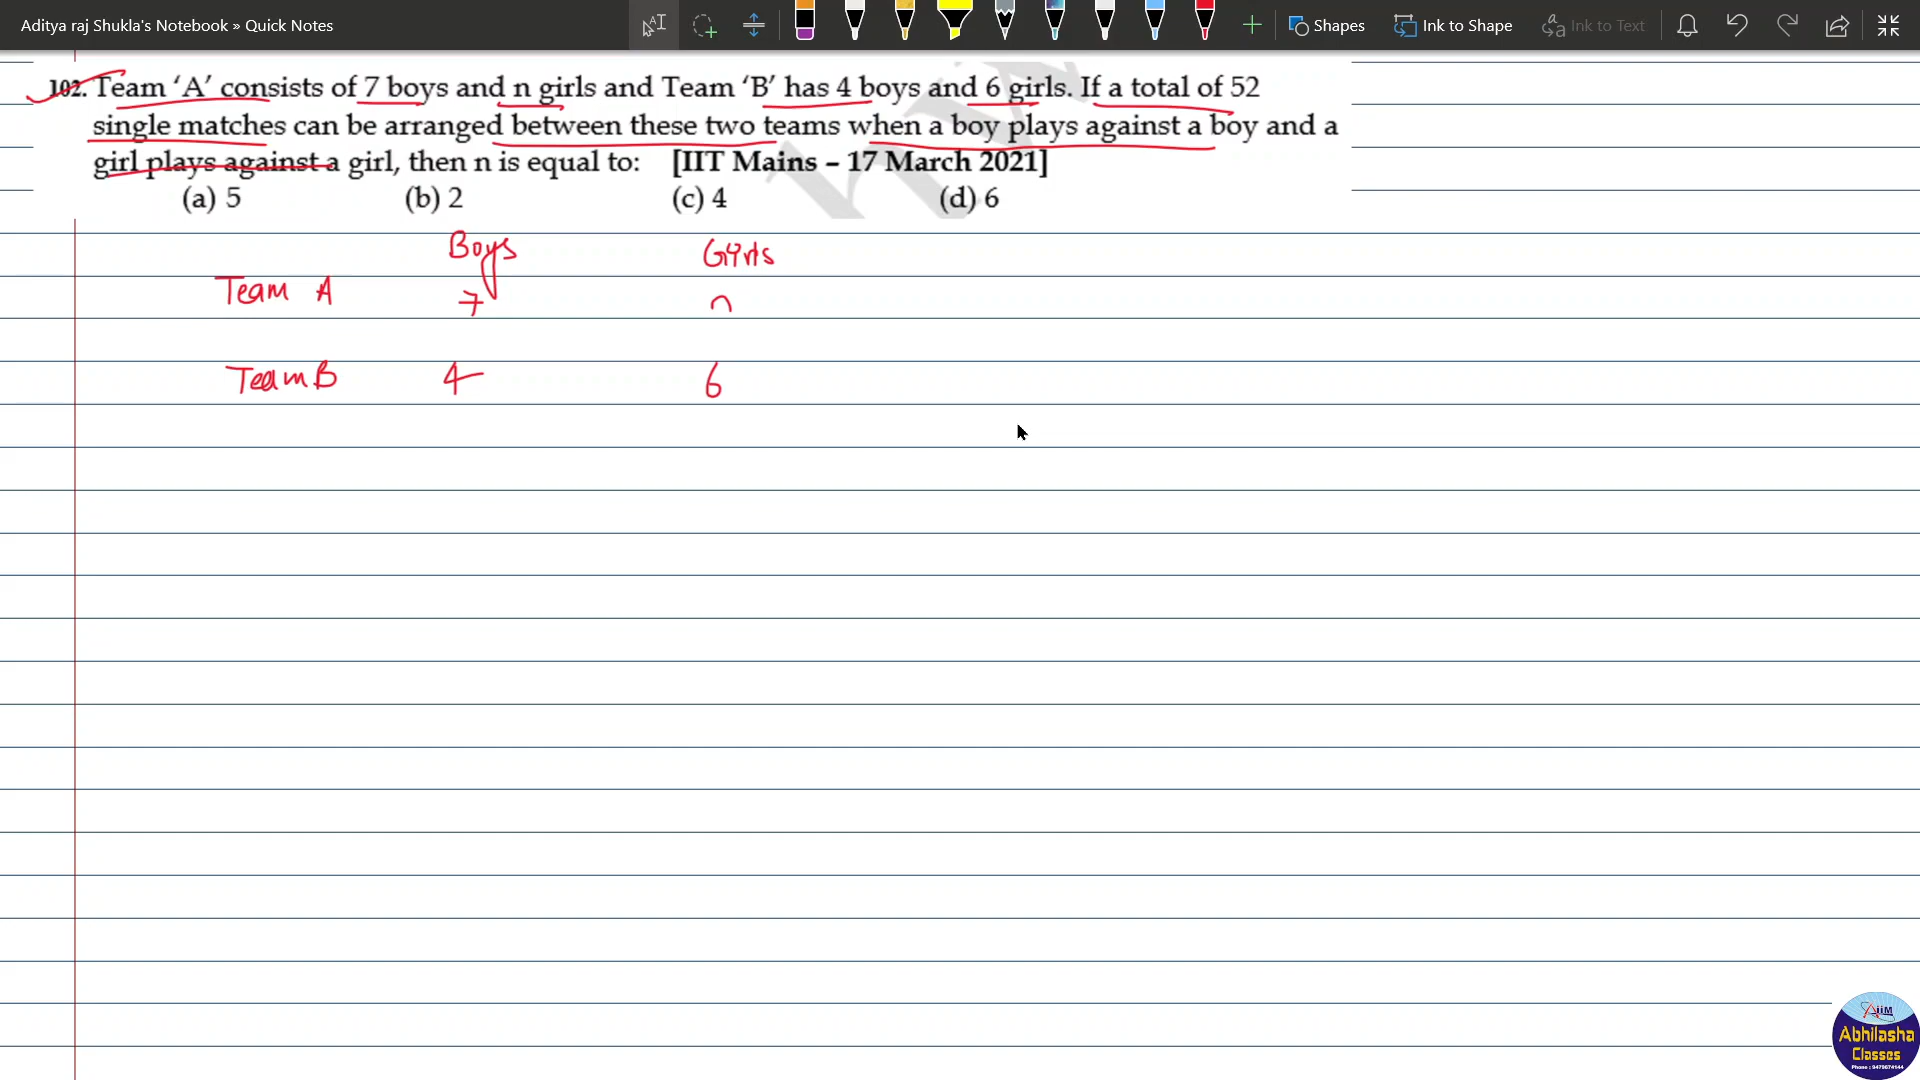 Aditya raj Shukla's Notebook » Quick Notes
Shapes
Ink to Shape
Ink to Text
102. Team ‘A’ consists of 7 boys and n girls and Team ‘B’ has 4 boys and 6 girls. If a total of 52
single matches can be arranged between these two teams when a boy plays against a boy and a
girl plays against a girl, then n is equal to: [IIT Mains – 17 March 2021]
(a) 5 (b) 2 (c) 4 (d) 6
Boys Girls
Team A 7 n
Team B 4 6
AiiM
Abhilasha
Classes
Phone : 9479874144